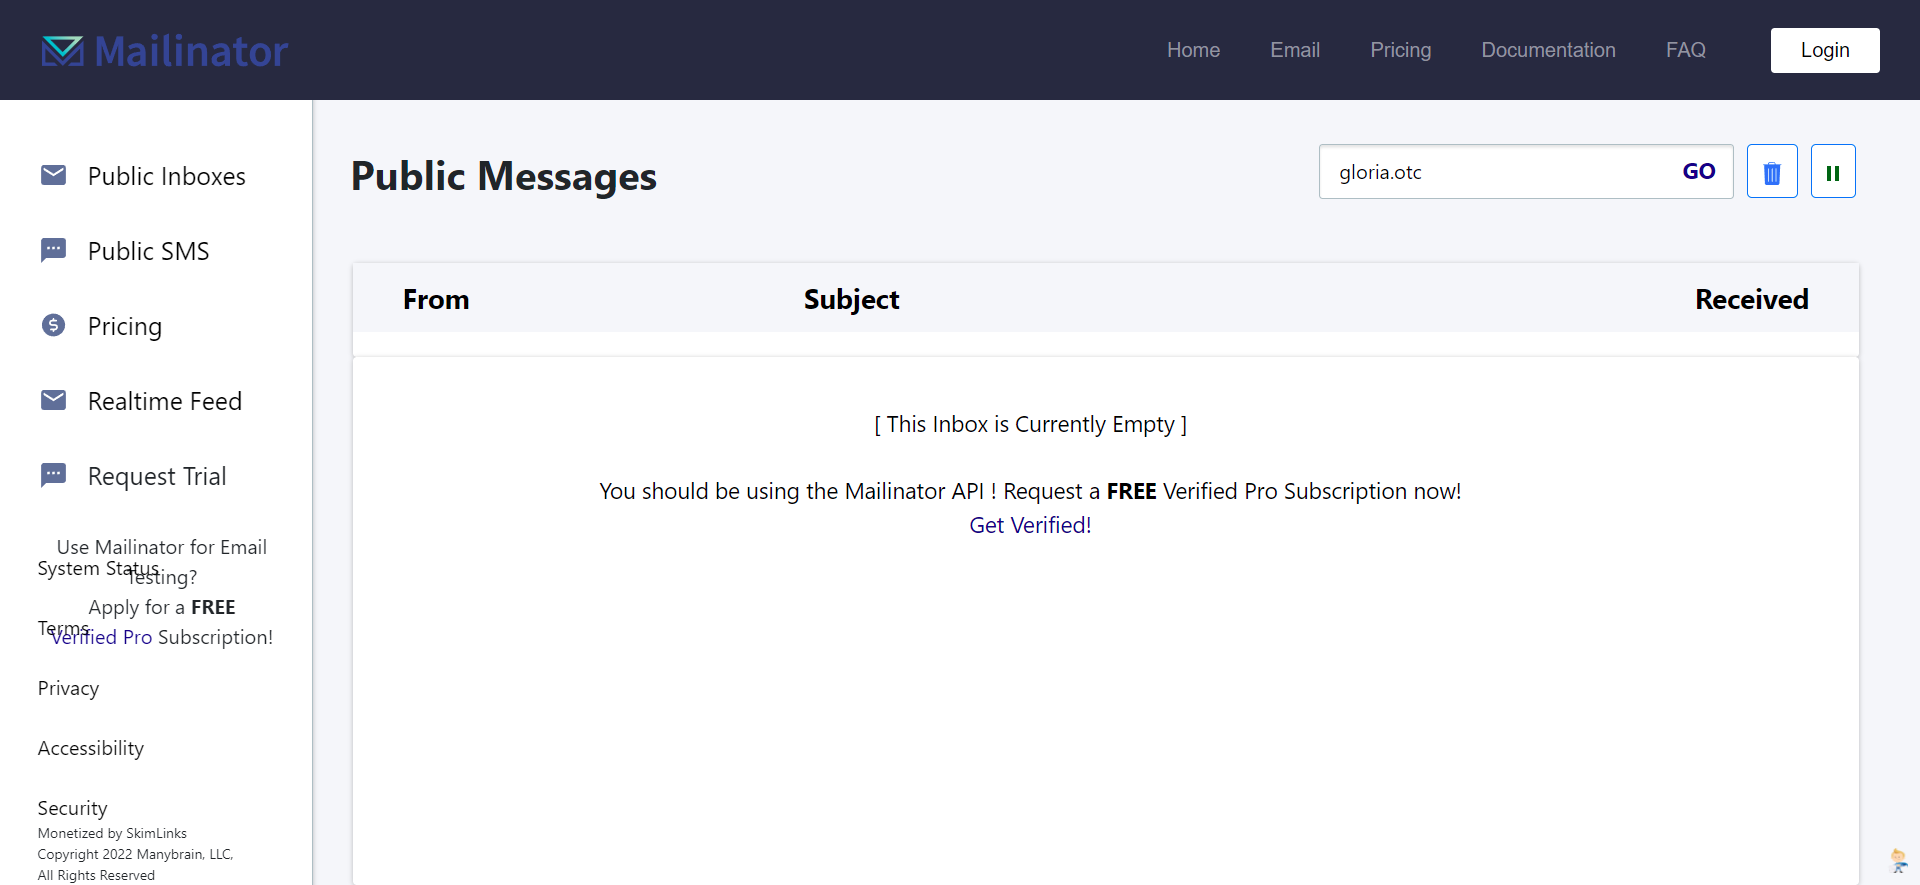 Mailinator
Home Email Pricing Documentation FAQ Login
Public Inboxes
Public SMS
Pricing
Realtime Feed
Request Trial
Use Mailinator for Email
Testing?
Apply for a FREE
Verified Pro Subscription!
System Status
Terms
Privacy
Accessibility
Security
Monetized by SkimLinks
Copyright 2022 Manybrain, LLC,
All Rights Reserved
Public Messages
gloria.otc GO
From Subject Received
[ This Inbox is Currently Empty ]
You should be using the Mailinator API ! Request a FREE Verified Pro Subscription now!
Get Verified!